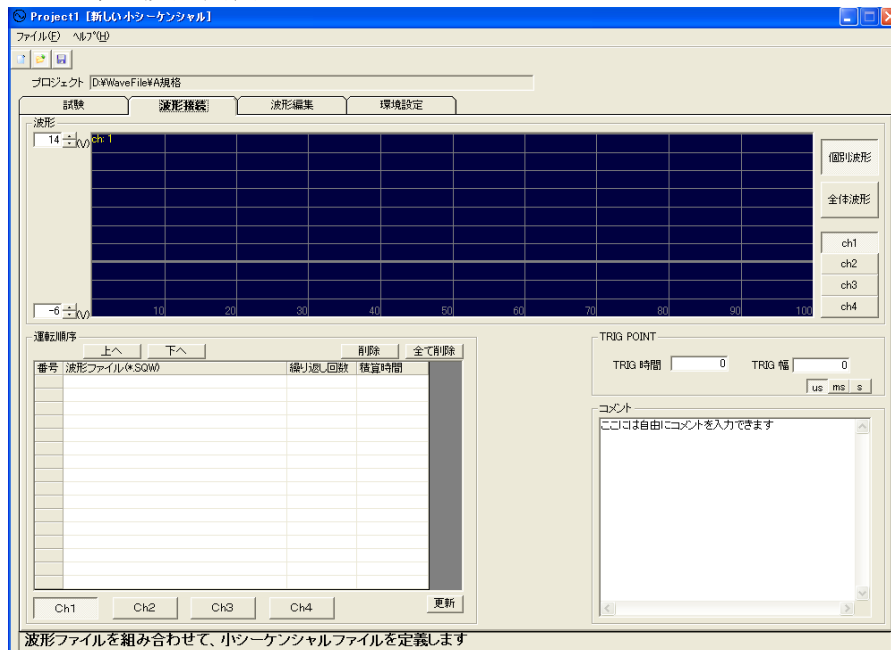 Project1 [新しい小シーケンシャル]
ファイル(F) ヘルプ(H)
プロジェクト D:¥WaveFile¥A規格
試験 波形接続 波形編集 環境設定
波形
14 (V) ch: 1
個別波形
全体波形
ch1
ch2
ch3
ch4
-6 (V) 10 20 30 40 50 60 70 80 90 100
運転順序
上へ 下へ 削除 全て削除
番号 波形ファイル(*.SQW) 繰り返し回数 積算時間
Ch1 Ch2 Ch3 Ch4 更新
TRIG POINT
TRIG 時間 0 TRIG 幅 0
us ms s
コメント
ここには自由にコメントを入力できます
波形ファイルを組み合わせて、小シーケンシャルファイルを定義します